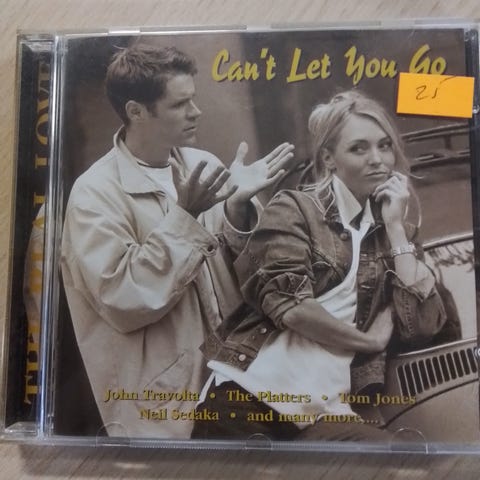 Can't Let You Go
25
John Travolta • The Platters • Tom Jones
Neil Sedaka • and many more....